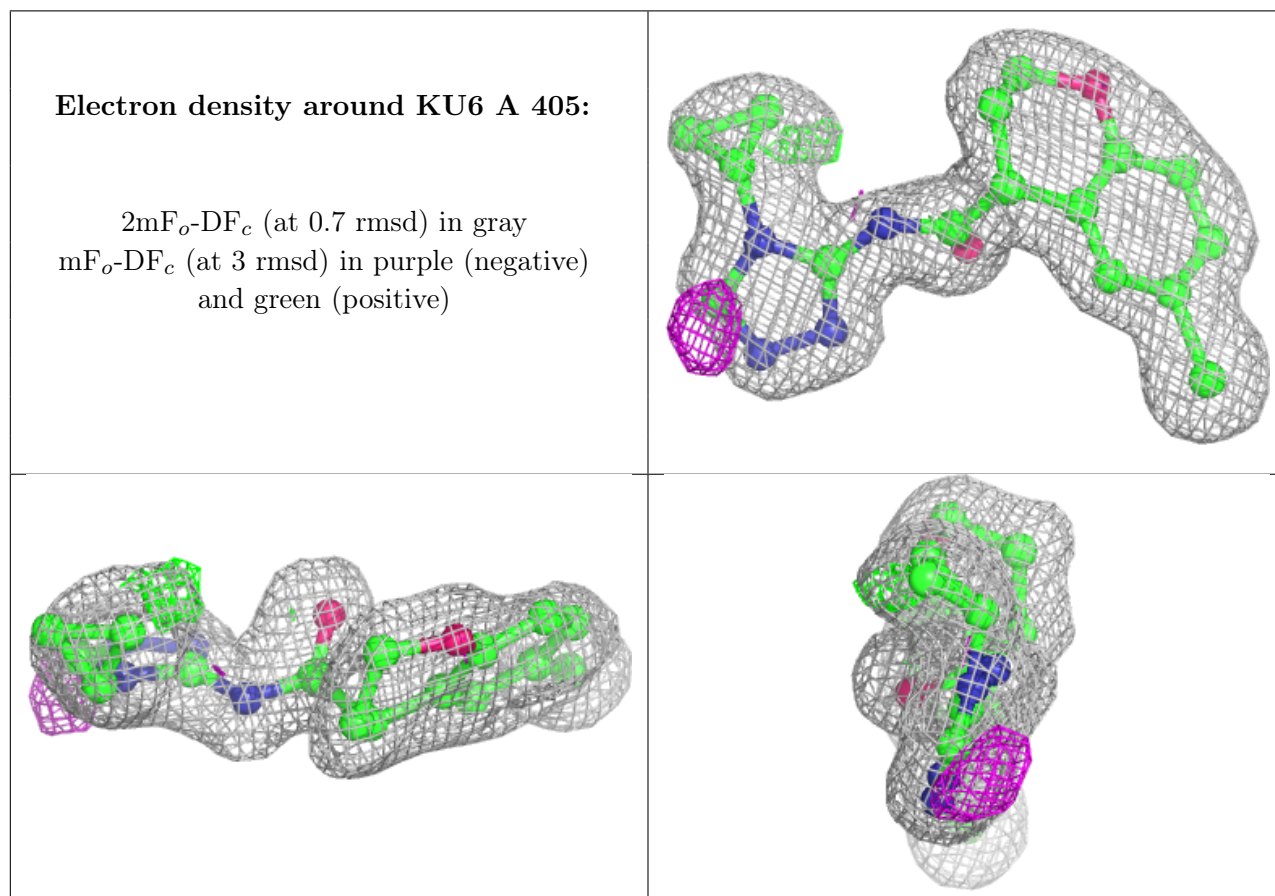 Electron density around KU6 A 405:
2mFo-DFc (at 0.7 rmsd) in gray
mFo-DFc (at 3 rmsd) in purple (negative)
and green (positive)